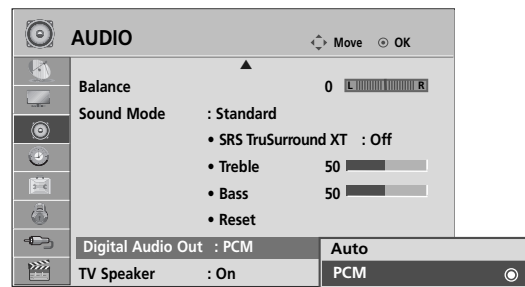 AUDIO Move OK
Balance 0 L R
Sound Mode : Standard
• SRS TruSurround XT : Off
• Treble 50
• Bass 50
• Reset
Digital Audio Out : PCM Auto
TV Speaker : On PCM